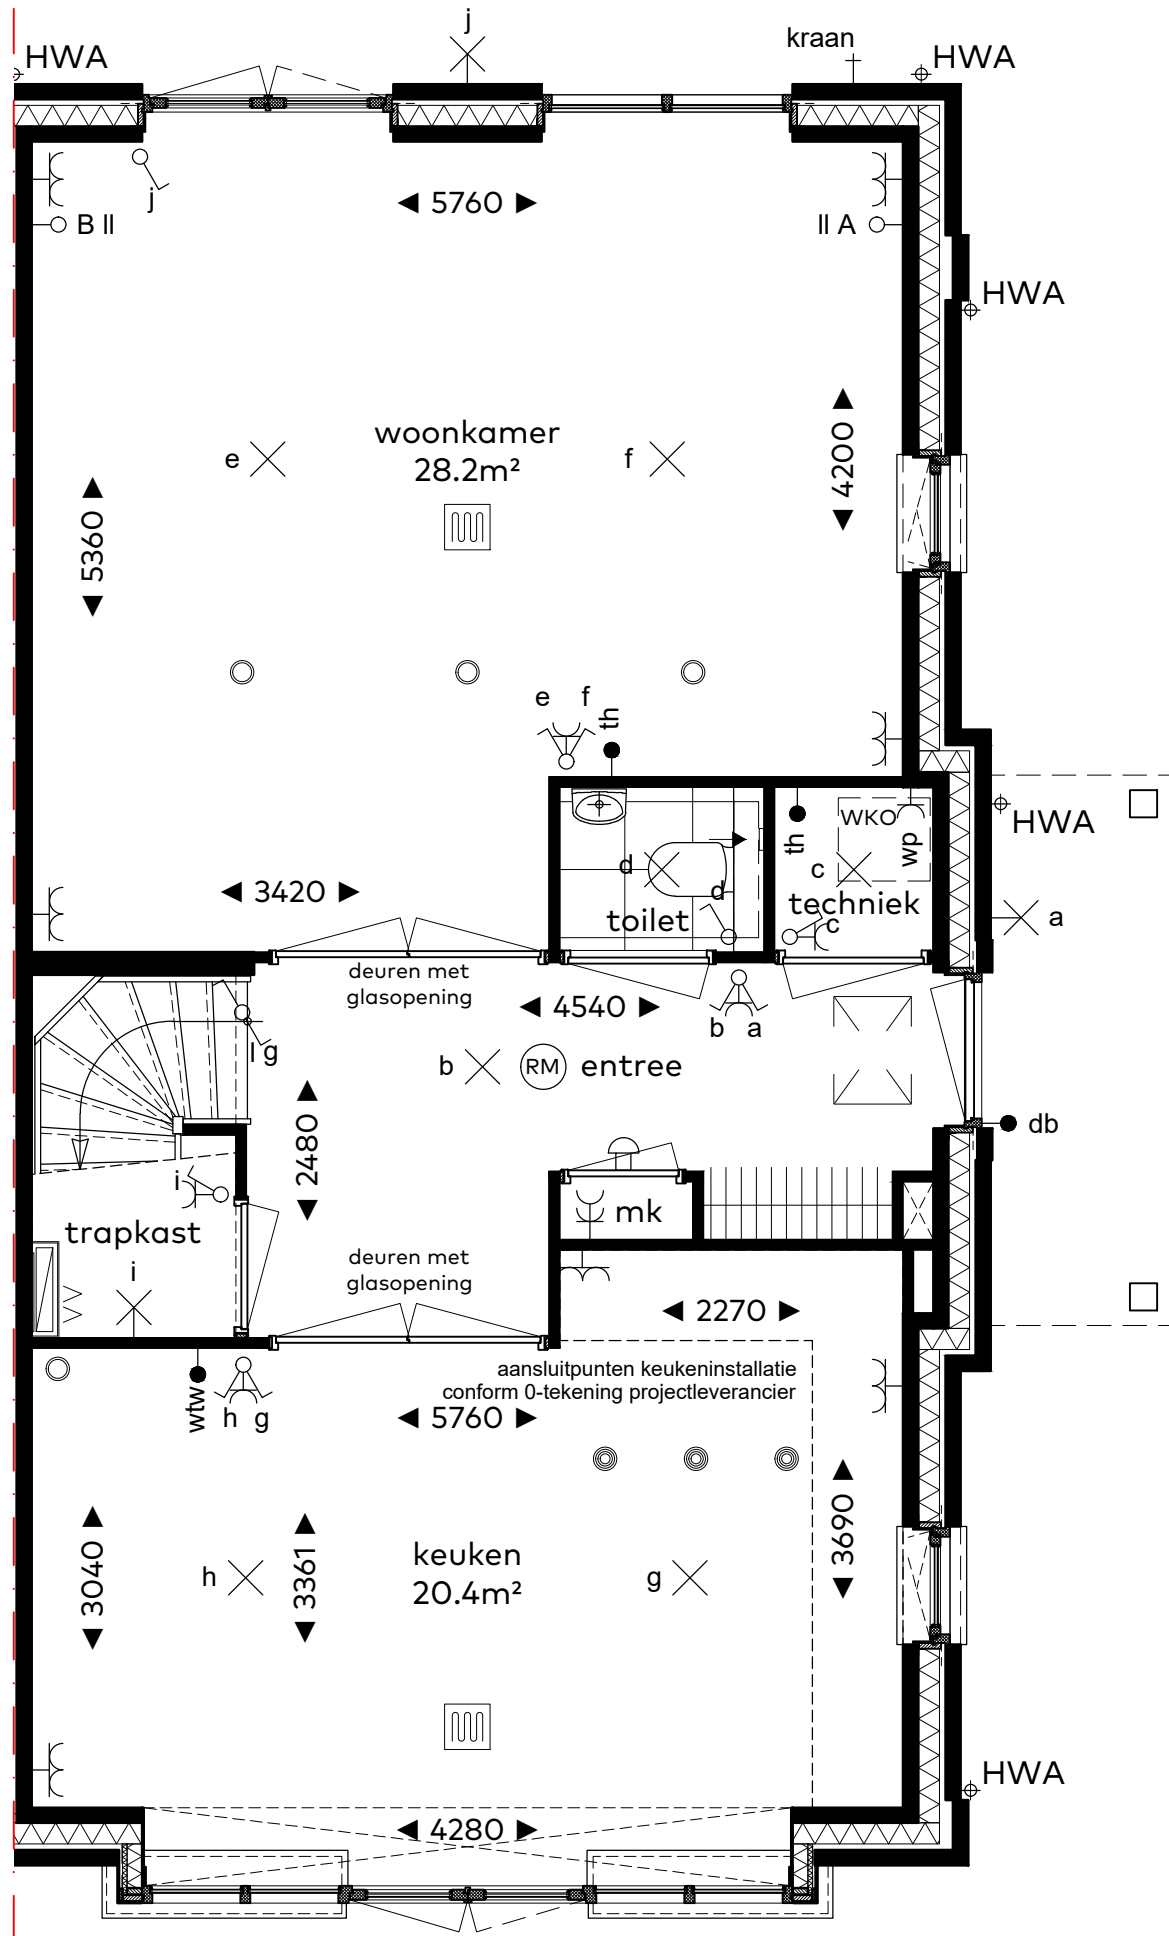 j
kraan
HWA
HWA
j
5760
B II
II A
HWA
4200
woonkamer
28.2m²
e
f
5360
e f
th
WKO
th
wp
HWA
d
c
d
3420
toilet
techniek
c
a
deuren met
glasopening
4540
b a
l g
b
RM
entree
2480
db
i
mk
trapkast
i
deuren met
glasopening
2270
aansluitpunten keukeninstallatie
conform 0-tekening projectleverancier
wtw
h g
5760
3040
3361
3690
keuken
20.4m²
h
g
HWA
4280